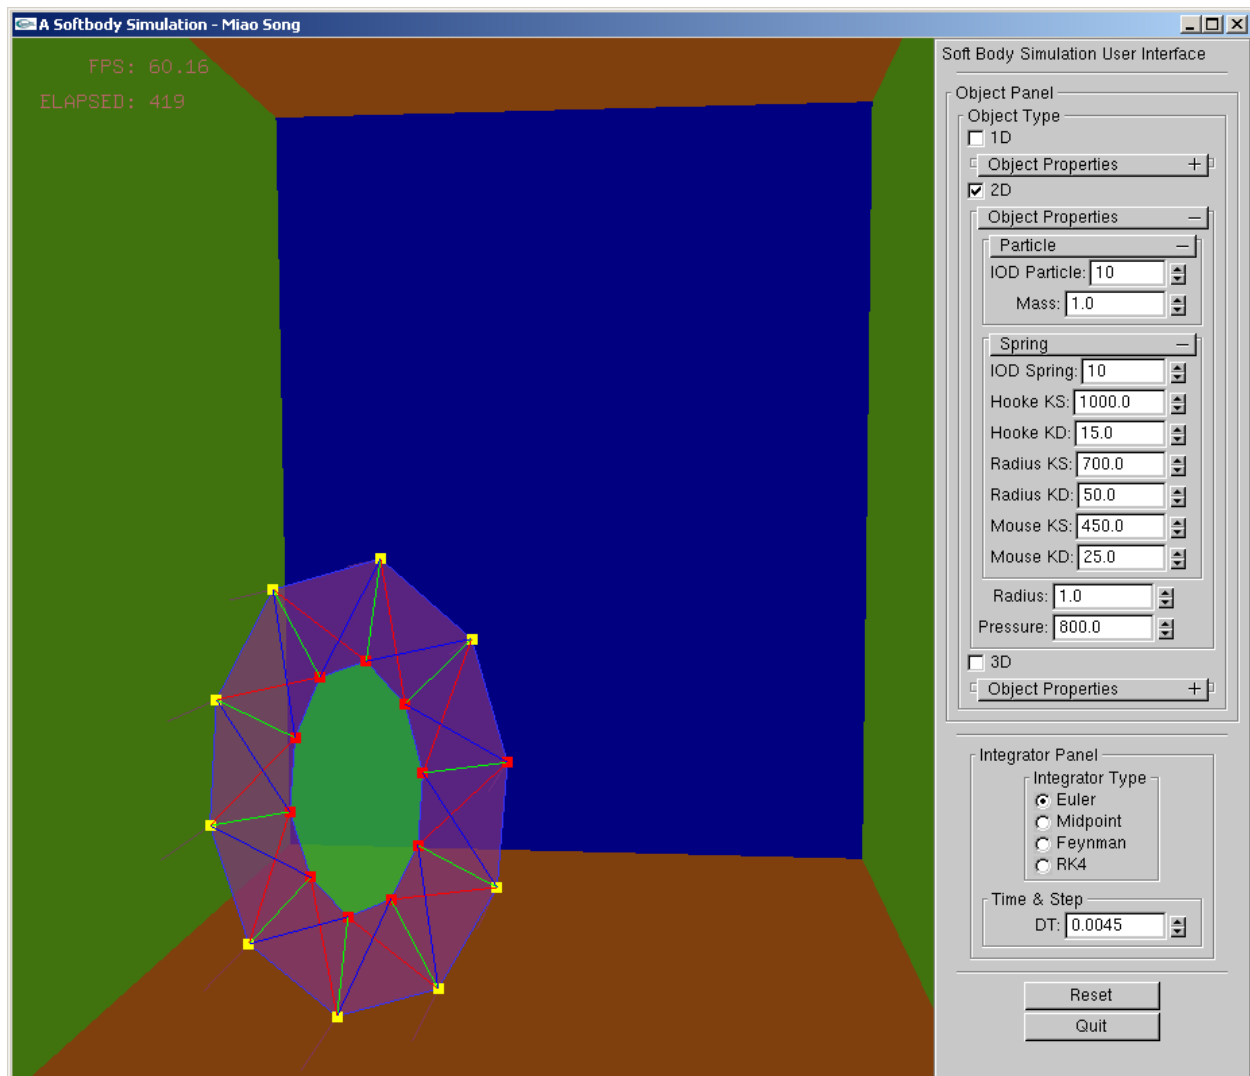 A Softbody Simulation - Miao Song
FPS: 60.16
ELAPSED: 419
Soft Body Simulation User Interface
Object Panel
Object Type
1D
Object Properties +
2D
Object Properties −
Particle −
IOD Particle: 10
Mass: 1.0
Spring −
IOD Spring: 10
Hooke KS: 1000.0
Hooke KD: 15.0
Radius KS: 700.0
Radius KD: 50.0
Mouse KS: 450.0
Mouse KD: 25.0
Radius: 1.0
Pressure: 800.0
3D
Object Properties +
Integrator Panel
Integrator Type
Euler
Midpoint
Feynman
RK4
Time & Step
DT: 0.0045
Reset
Quit